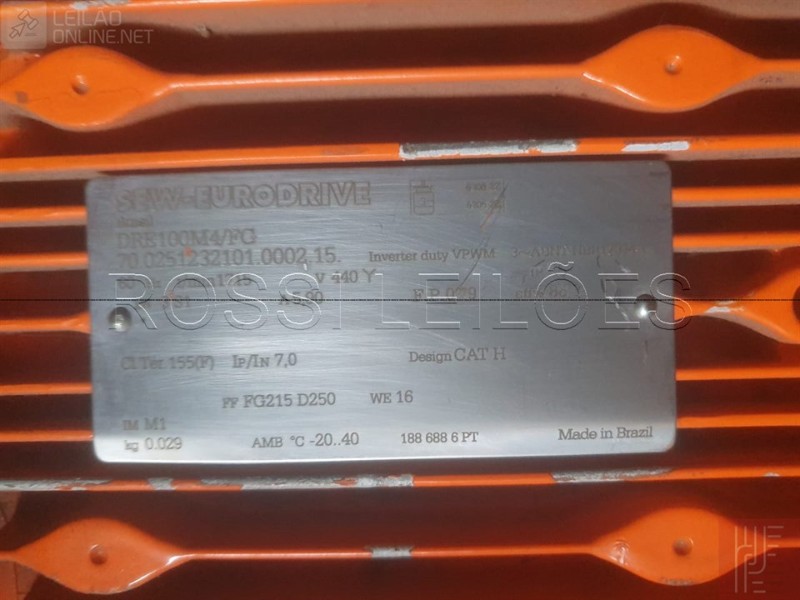 LEILAO
ONLINE.NET
SEW-EURODRIVE
Brasil
DRE100M4/FG
70.0251232101.0002.15. Inverter duty VPWM
V 440 Y
ROSSI LEILÕES
Cl.Ter. 155(F) IP/IN 7,0 Design CAT H
FF FG215 D250 WE 16
IM M1
kg 0.029 AMB °C -20..40 188 688 6 PT Made in Brazil